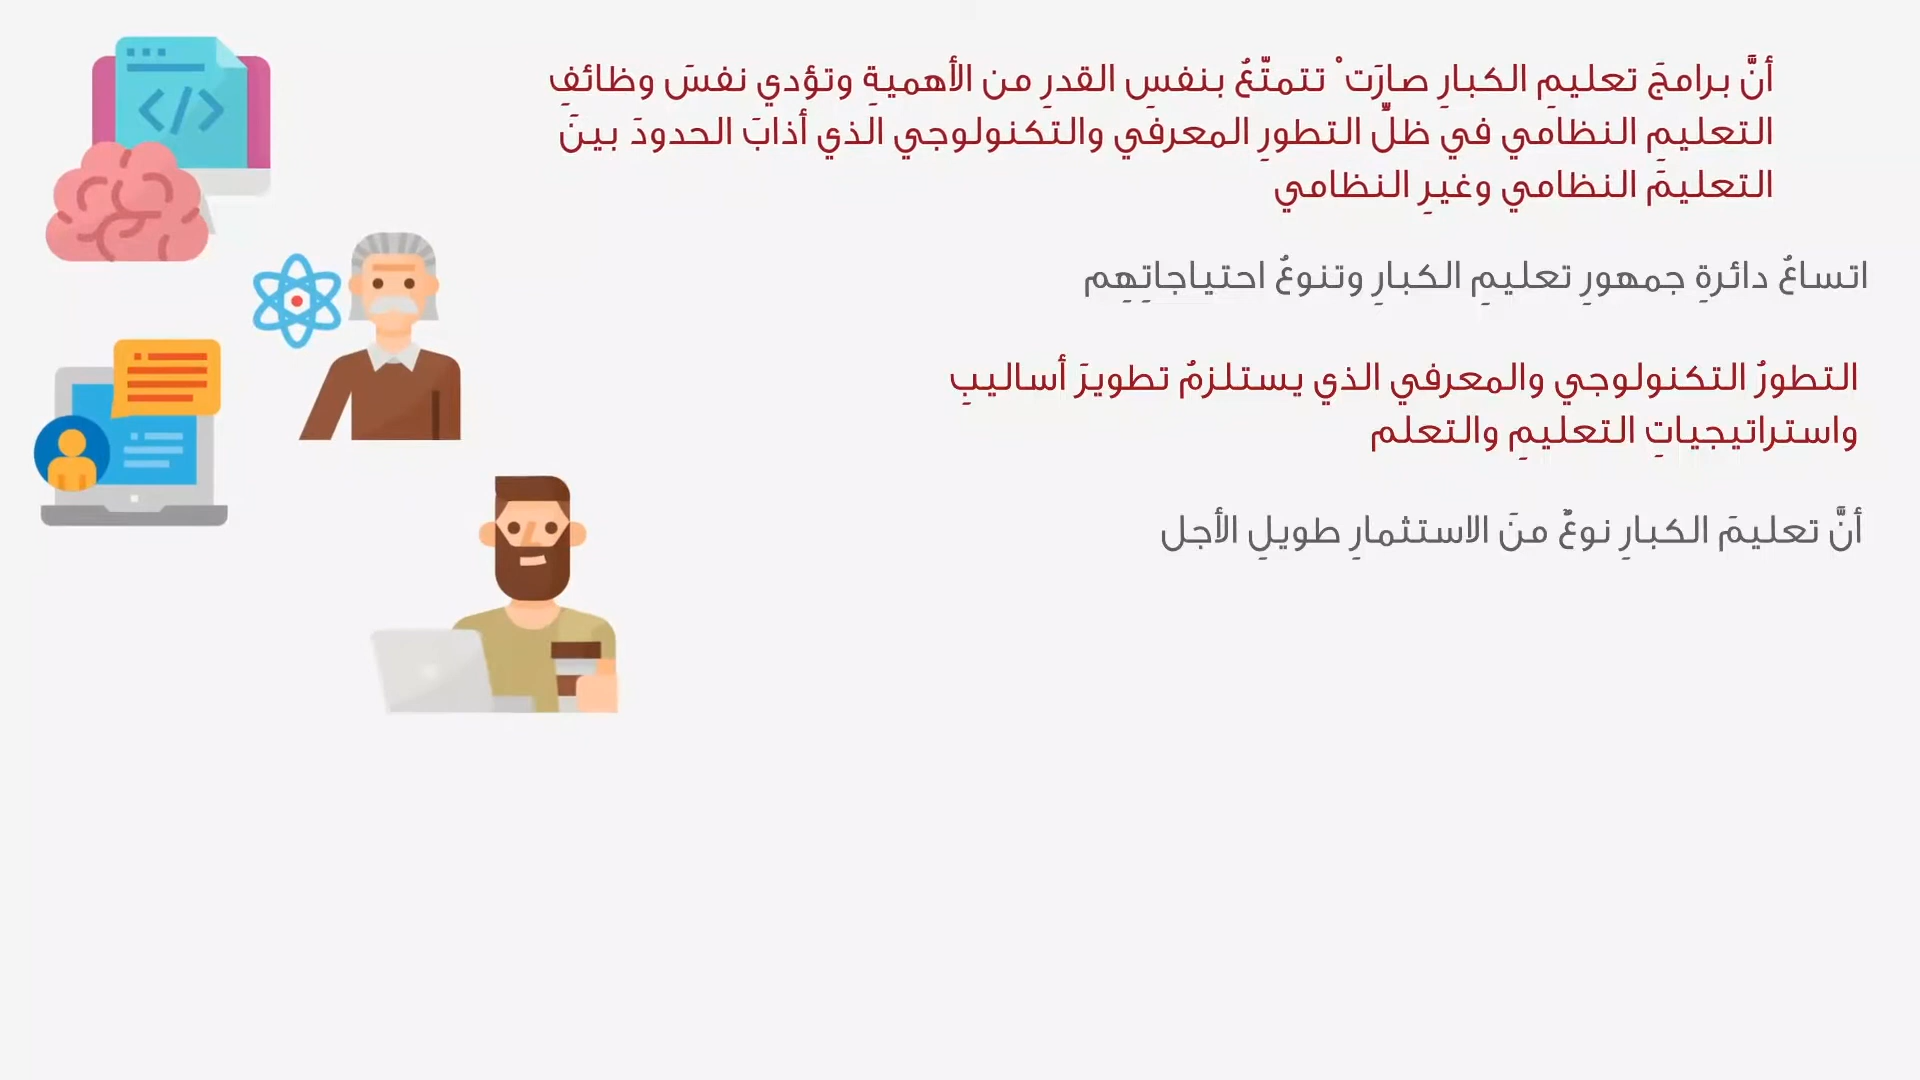 أنَّ برامجَ تعليمِ الكبارِ صارَت ْ تتمتّعُ بنفسِ القدرِ من الأهميةِ وتؤدي نفسَ وظائفِ
التعليمِ النظامي في ظلِّ التطورِ المعرفي والتكنولوجي الذي أذابَ الحدودَ بينَ
التعليمَ النظامي وغيرِ النظامي
اتساعُ دائرةِ جمهورِ تعليمِ الكبارِ وتنوعُ احتياجاتِهِم
التطورُ التكنولوجي والمعرفي الذي يستلزمُ تطويرَ أساليبِ
واستراتيجياتِ التعليمِ والتعلم
أنَّ تعليمَ الكبارِ نوعٌ منَ الاستثمارِ طويلِ الأجل